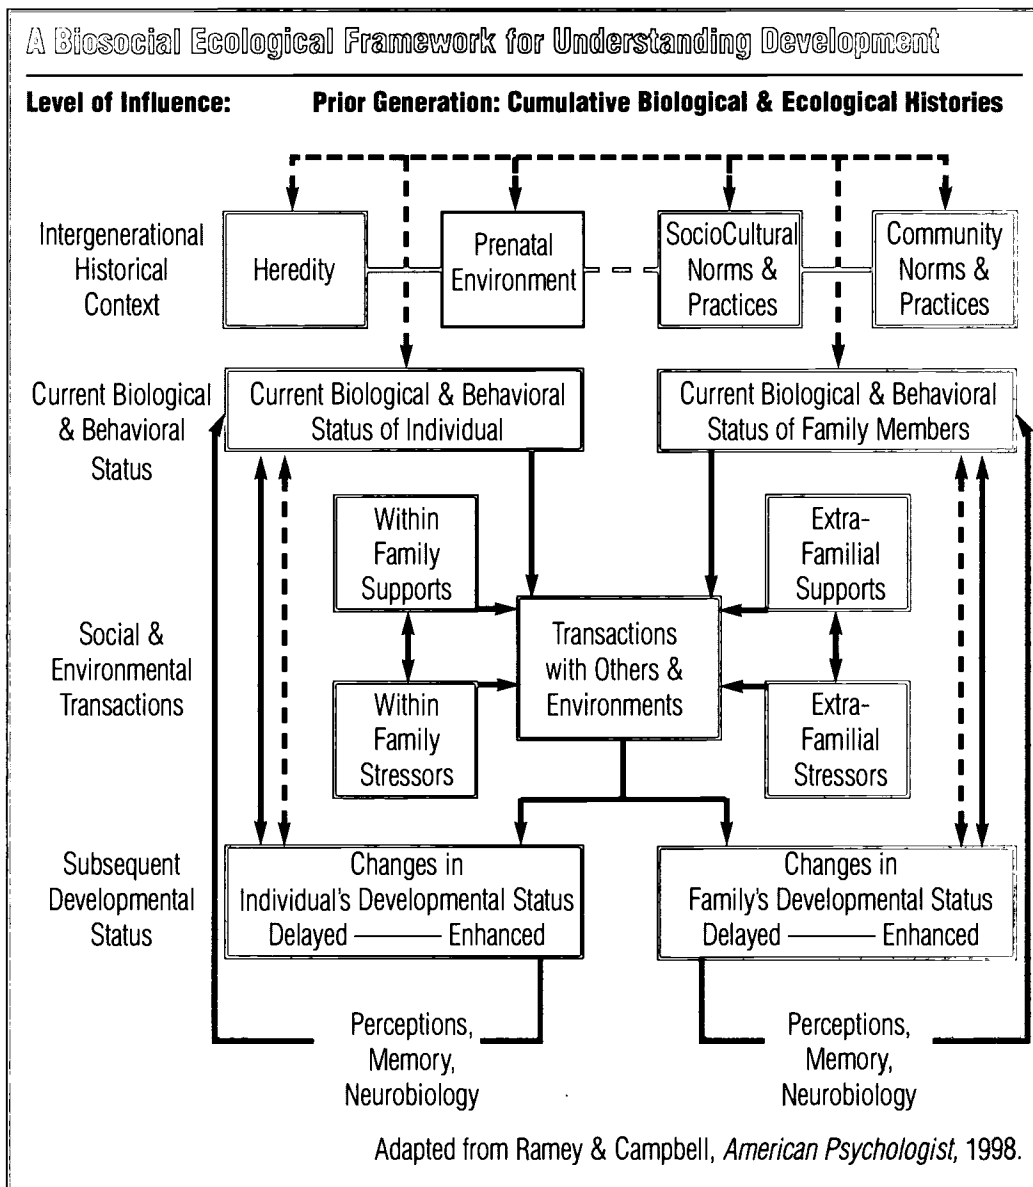 A Biosocial Ecological Framework for Understanding Development
Level of Influence: Prior Generation: Cumulative Biological & Ecological Histories
Intergenerational
Historical
Context
Heredity
Prenatal
Environment
SocioCultural
Norms &
Practices
Community
Norms &
Practices
Current Biological
& Behavioral
Status
Current Biological & Behavioral
Status of Individual
Current Biological & Behavioral
Status of Family Members
Social &
Environmental
Transactions
Within
Family
Supports
Extra-
Familial
Supports
Transactions
with Others &
Environments
Within
Family
Stressors
Extra-
Familial
Stressors
Subsequent
Developmental
Status
Changes in
Individual's Developmental Status
Delayed ——— Enhanced
Changes in
Family's Developmental Status
Delayed ——— Enhanced
Perceptions,
Memory,
Neurobiology
Perceptions,
Memory,
Neurobiology
Adapted from Ramey & Campbell, American Psychologist, 1998.